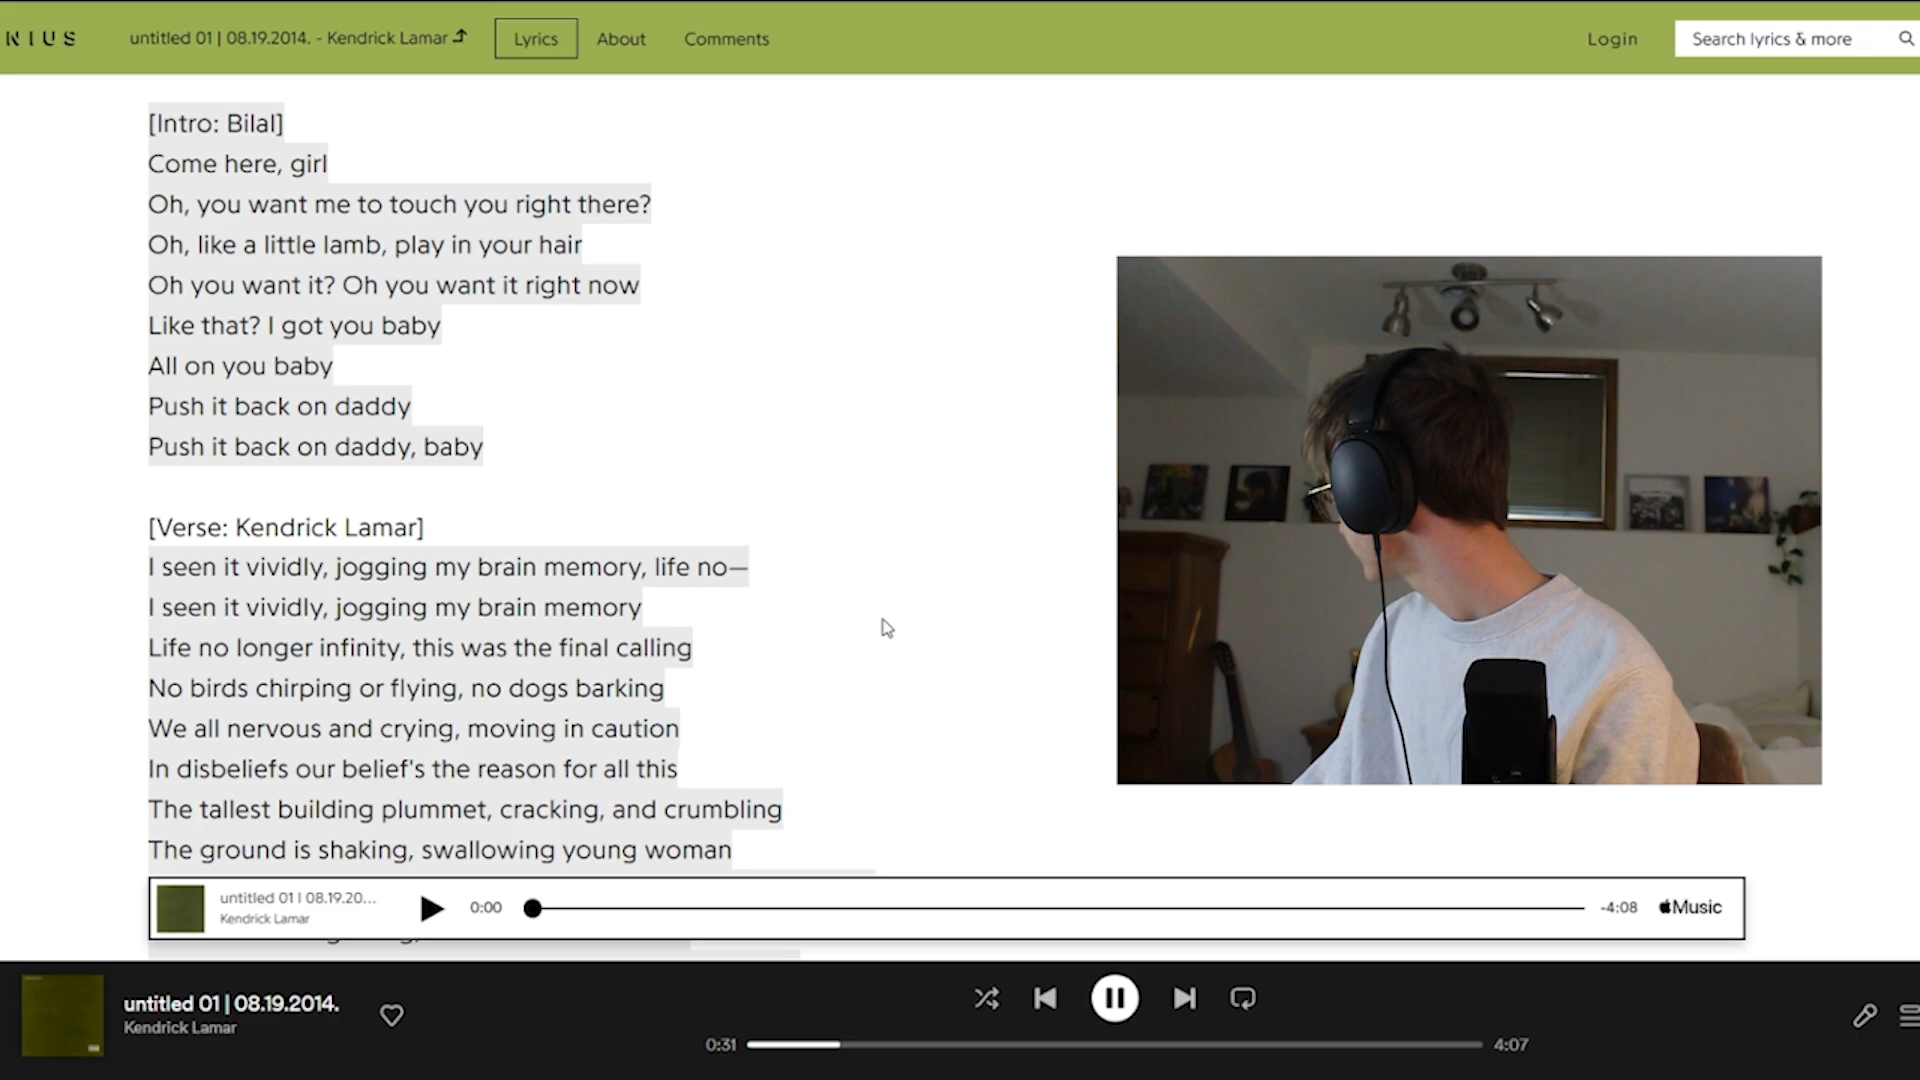 NIUS
untitled 01 | 08.19.2014. - Kendrick Lamar
Lyrics
About
Comments
Login
Search lyrics & more
[Intro: Bilal]
Come here, girl
Oh, you want me to touch you right there?
Oh, like a little lamb, play in your hair
Oh you want it? Oh you want it right now
Like that? I got you baby
All on you baby
Push it back on daddy
Push it back on daddy, baby
[Verse: Kendrick Lamar]
I seen it vividly, jogging my brain memory, life no—
I seen it vividly, jogging my brain memory
Life no longer infinity, this was the final calling
No birds chirping or flying, no dogs barking
We all nervous and crying, moving in caution
In disbeliefs our belief's the reason for all this
The tallest building plummet, cracking, and crumbling
The ground is shaking, swallowing young woman
untitled 01 | 08.19.20...
Kendrick Lamar
0:00
-4:08
Music
untitled 01 | 08.19.2014.
Kendrick Lamar
0:31
4:07